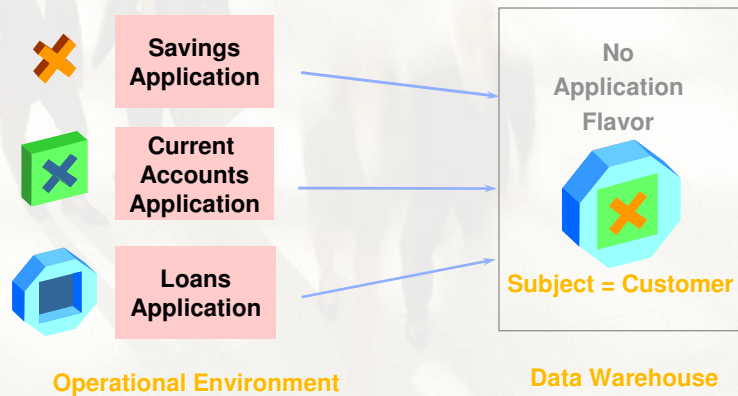 Savings
Application
Current
Accounts
Application
Loans
Application
Operational Environment
No
Application
Flavor
Subject = Customer
Data Warehouse